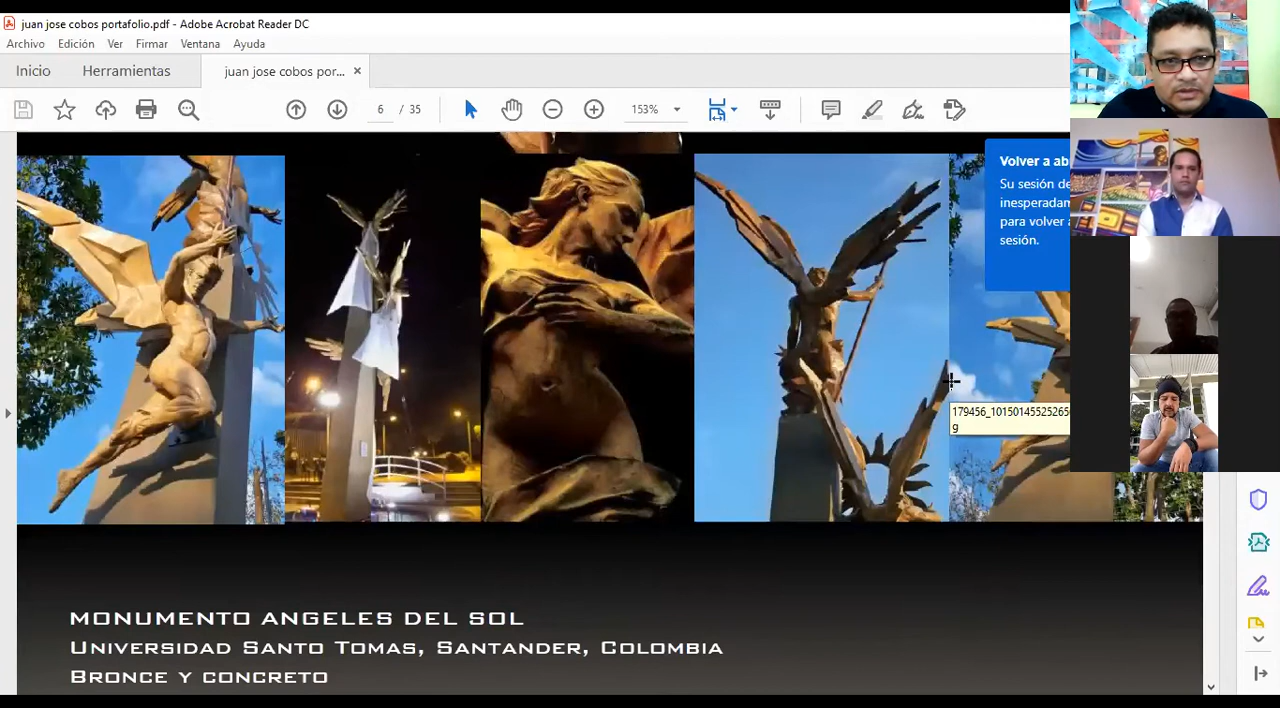 juan jose cobos portafolio.pdf - Adobe Acrobat Reader DC
Archivo Edición Ver Firmar Ventana Ayuda
Inicio Herramientas juan jose cobos por... ×
6 / 35 153%
Volver a ab
Su sesión de
inesperadam
para volver a
sesión.
g
MONUMENTO ANGELES DEL SOL
UNIVERSIDAD SANTO TOMAS, SANTANDER, COLOMBIA
BRONCE Y CONCRETO